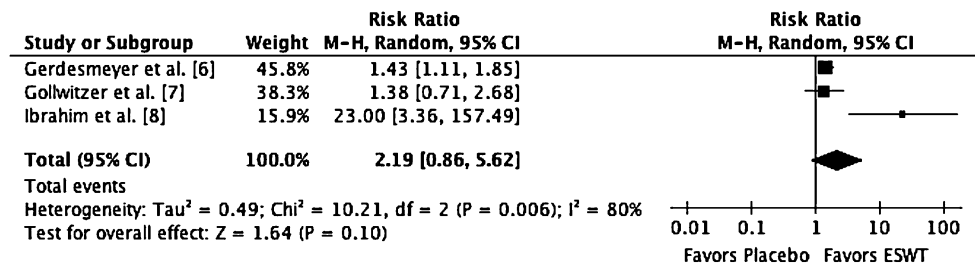 Risk Ratio Risk Ratio
Study or Subgroup Weight M-H, Random, 95% CI M-H, Random, 95% CI
Gerdesmeyer et al. [6] 45.8% 1.43 [1.11, 1.85]
Gollwitzer et al. [7] 38.3% 1.38 [0.71, 2.68]
Ibrahim et al. [8] 15.9% 23.00 [3.36, 157.49]
Total (95% CI) 100.0% 2.19 [0.86, 5.62]
Total events
Heterogeneity: Tau² = 0.49; Chi² = 10.21, df = 2 (P = 0.006); I² = 80%
Test for overall effect: Z = 1.64 (P = 0.10)
0.01 0.1 1 10 100
Favors Placebo Favors ESWT